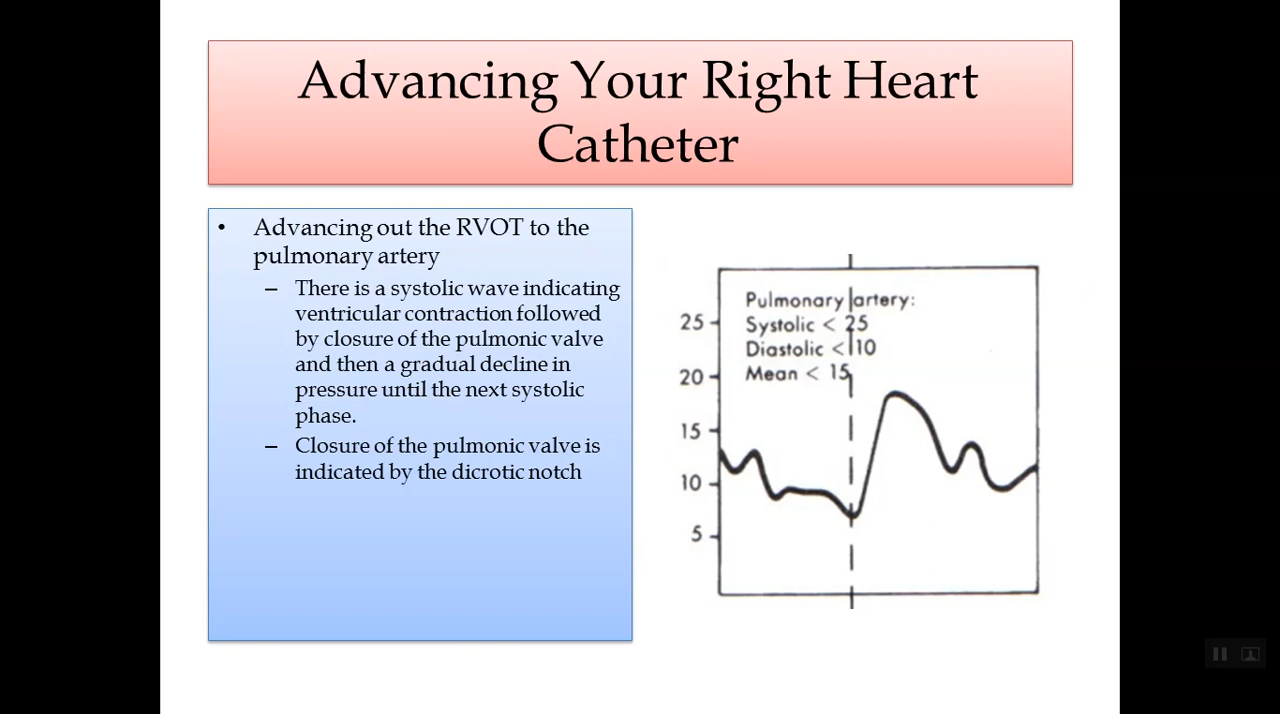 Advancing Your Right Heart
Catheter
• Advancing out the RVOT to the
pulmonary artery
– There is a systolic wave indicating
ventricular contraction followed
by closure of the pulmonic valve
and then a gradual decline in
pressure until the next systolic
phase.
– Closure of the pulmonic valve is
indicated by the dicrotic notch
Pulmonary artery:
Systolic < 25
Diastolic < 10
Mean < 15
25
20
15
10
5